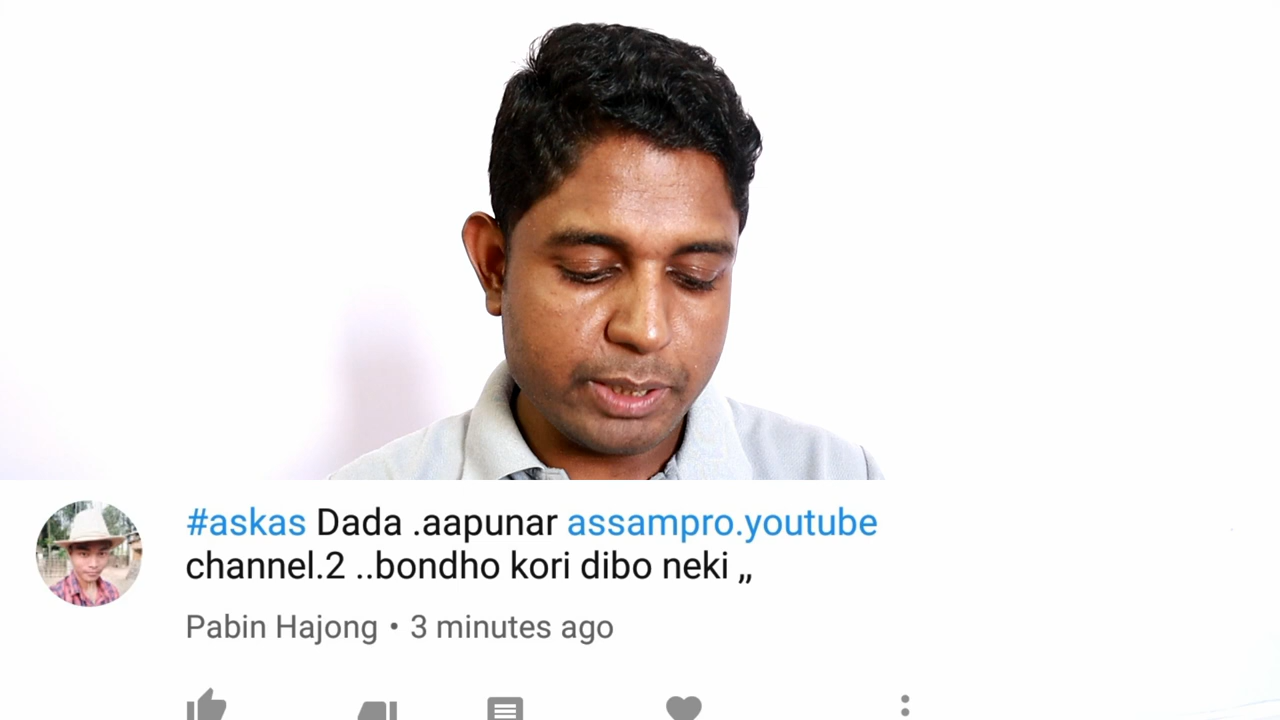 #askas Dada .aapunar assampro.youtube
channel.2 ..bondho kori dibo neki ,,
Pabin Hajong • 3 minutes ago